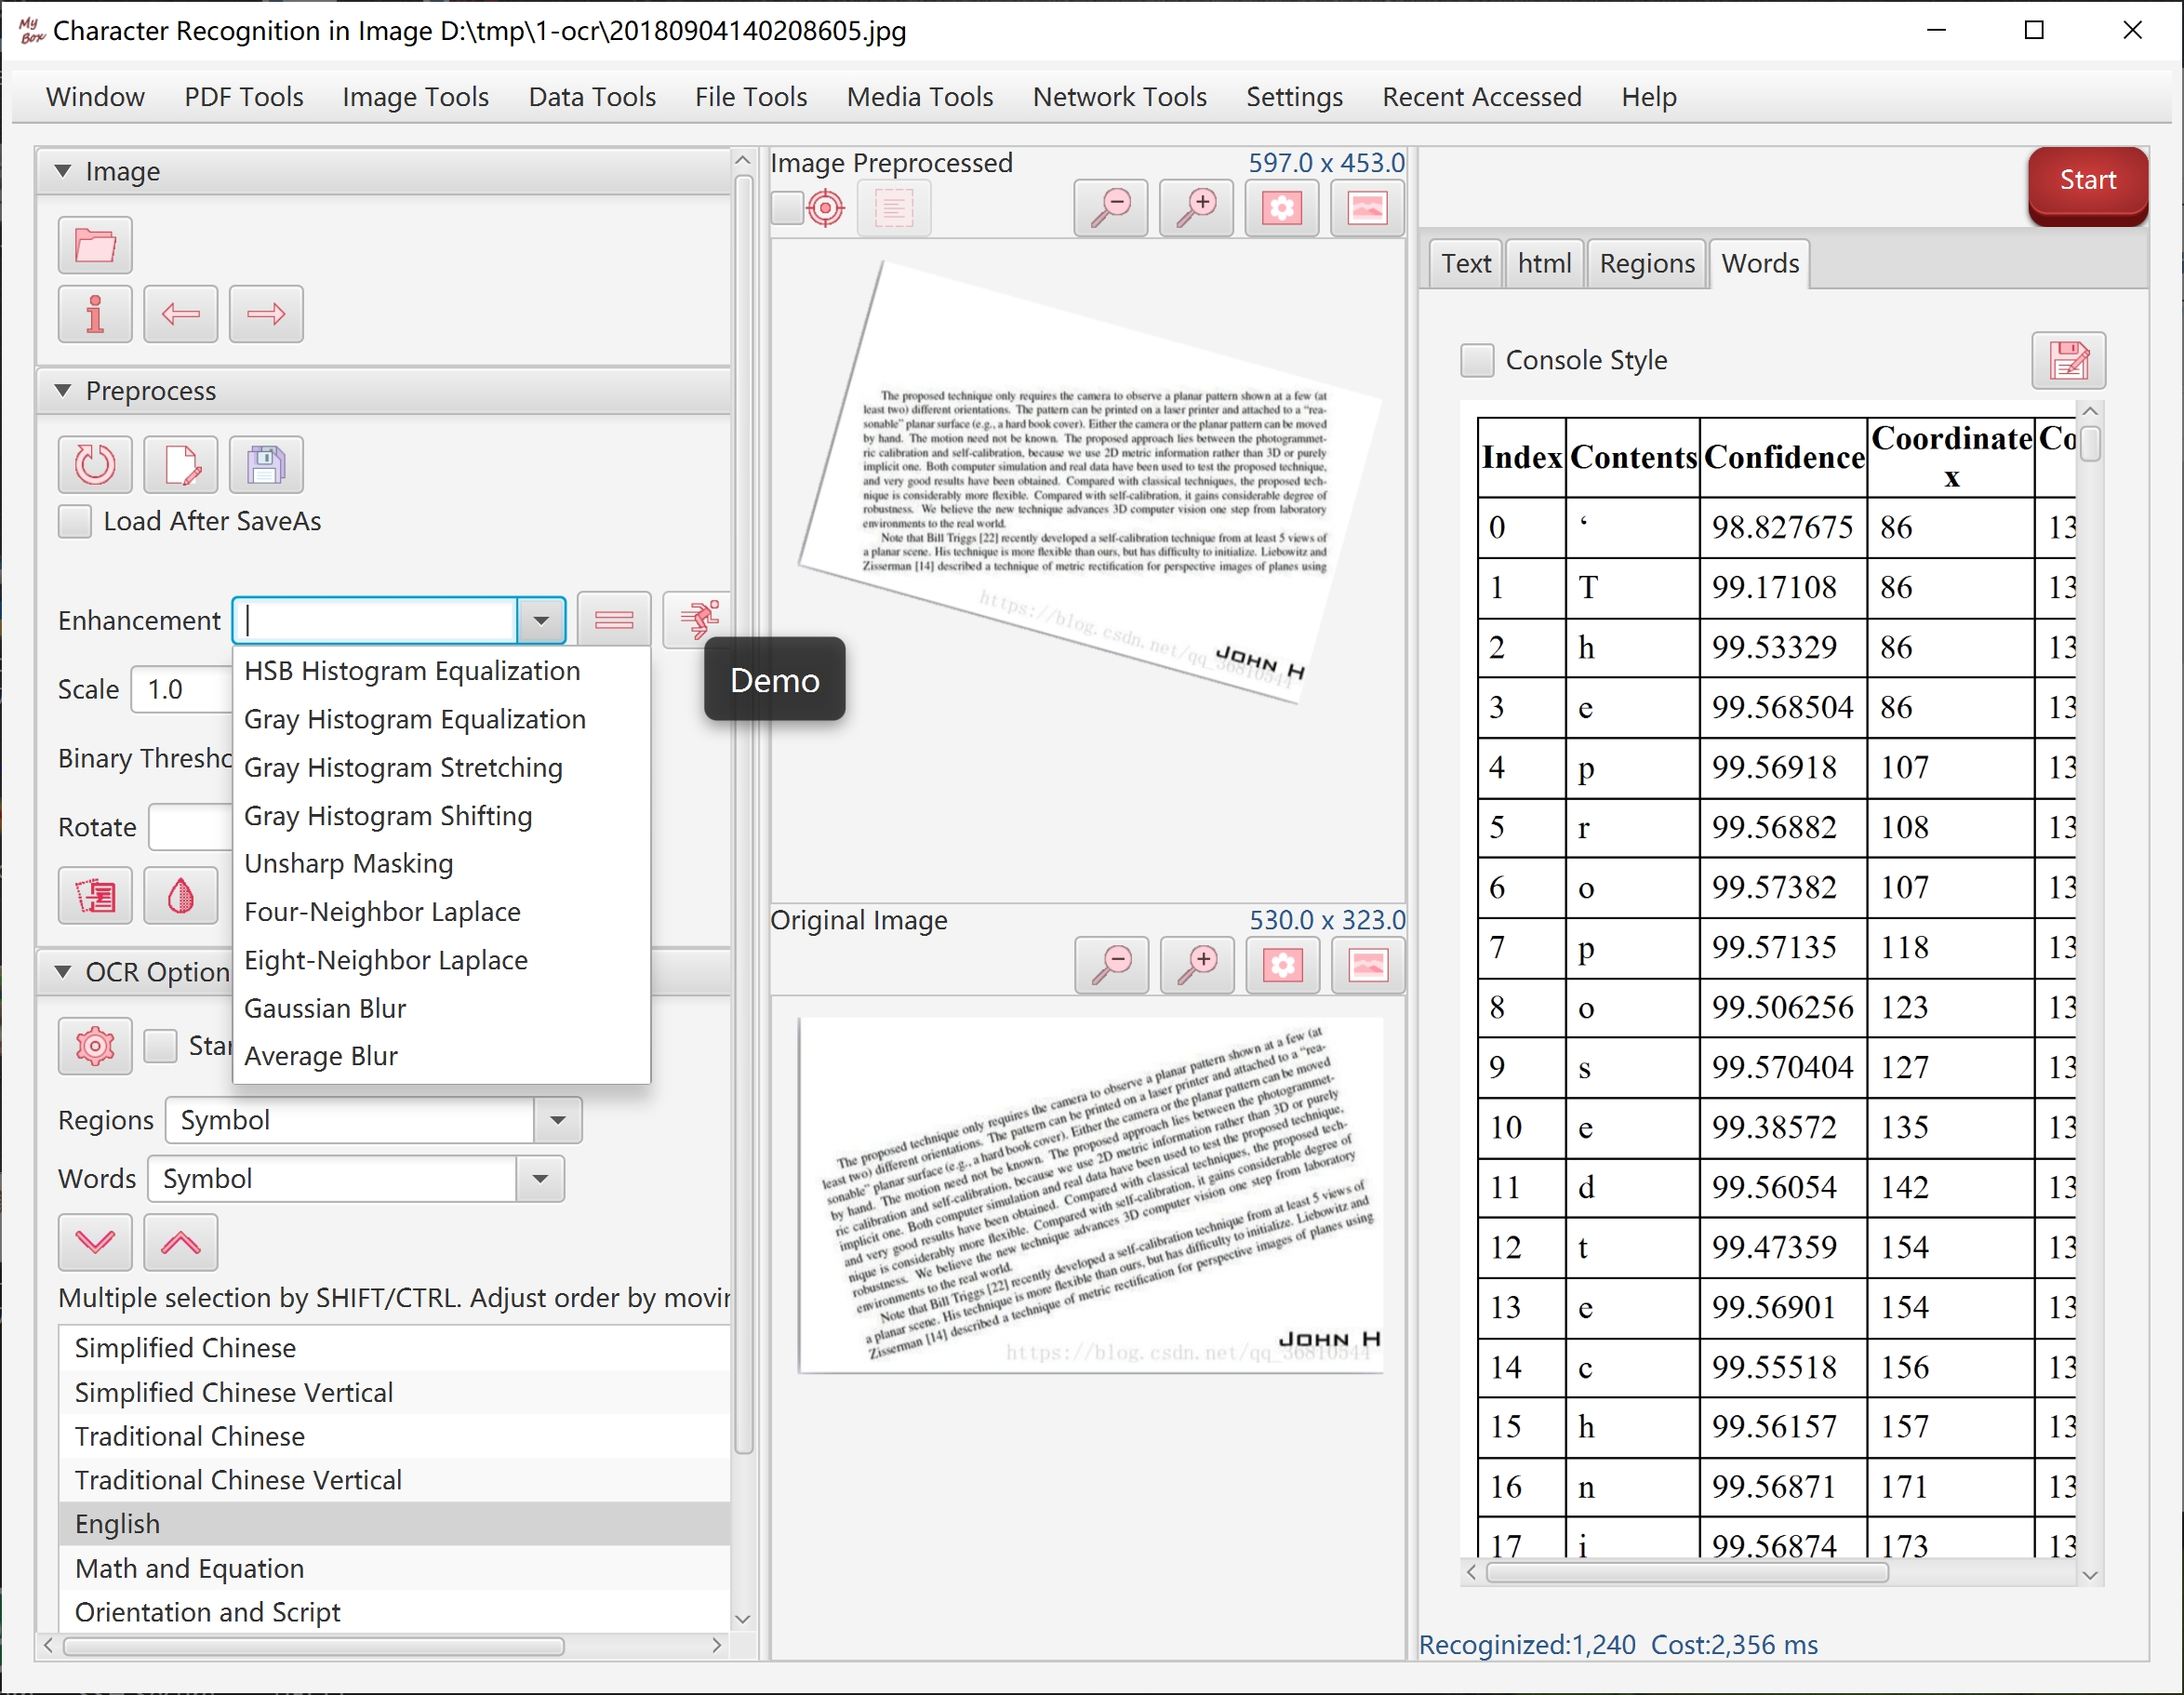 My Box
Character Recognition in Image D:\tmp\1-ocr\20180904140208605.jpg
Window PDF Tools Image Tools Data Tools File Tools Media Tools Network Tools Settings Recent Accessed Help
Image
Preprocess
Load After SaveAs
Enhancement
HSB Histogram Equalization
Gray Histogram Equalization
Gray Histogram Stretching
Gray Histogram Shifting
Unsharp Masking
Four-Neighbor Laplace
Eight-Neighbor Laplace
Gaussian Blur
Average Blur
Demo
Scale 1.0
Binary Thresho
Rotate
OCR Option
Star
Regions Symbol
Words Symbol
Multiple selection by SHIFT/CTRL. Adjust order by movin
Simplified Chinese
Simplified Chinese Vertical
Traditional Chinese
Traditional Chinese Vertical
English
Math and Equation
Orientation and Script
Image Preprocessed 597.0 x 453.0
The proposed technique only requires the camera to observe a planar pattern shown at a few (at
least two) different orientations. The pattern can be printed on a laser printer and attached to a "rea-
sonable" planar surface (e.g., a hard book cover). Either the camera or the planar pattern can be moved
by hand. The motion need not be known. The proposed approach lies between the photogrammet-
ric calibration and self-calibration, because we use 2D metric information rather than 3D or purely
implicit one. Both computer simulation and real data have been used to test the proposed technique,
and very good results have been obtained. Compared with classical techniques, the proposed tech-
nique is considerably more flexible. Compared with self-calibration, it gains considerable degree of
robustness. We believe the new technique advances 3D computer vision one step from laboratory
environments to the real world.
Note that Bill Triggs [22] recently developed a self-calibration technique from at least 5 views of
a planar scene. His technique is more flexible than ours, but has difficulty to initialize. Liebowitz and
Zisserman [14] described a technique of metric rectification for perspective images of planes using
https://blog.csdn.net/qq_36810544
JOHN H
Original Image 530.0 x 323.0
The proposed technique only requires the camera to observe a planar pattern shown at a few (at
least two) different orientations. The pattern can be printed on a laser printer and attached to a "rea-
sonable" planar surface (e.g., a hard book cover). Either the camera or the planar pattern can be moved
by hand. The motion need not be known. The proposed approach lies between the photogrammet-
ric calibration and self-calibration, because we use 2D metric information rather than 3D or purely
implicit one. Both computer simulation and real data have been used to test the proposed technique,
and very good results have been obtained. Compared with classical techniques, the proposed tech-
nique is considerably more flexible. Compared with self-calibration, it gains considerable degree of
robustness. We believe the new technique advances 3D computer vision one step from laboratory
environments to the real world.
Note that Bill Triggs [22] recently developed a self-calibration technique from at least 5 views of
a planar scene. His technique is more flexible than ours, but has difficulty to initialize. Liebowitz and
Zisserman [14] described a technique of metric rectification for perspective images of planes using
JOHN H
https://blog.csdn.net/qq_36810544
Start
Text html Regions Words
Console Style
Index Contents Confidence Coordinate x Co
0 ‘ 98.827675 86 13
1 T 99.17108 86 13
2 h 99.53329 86 13
3 e 99.568504 86 13
4 p 99.56918 107 13
5 r 99.56882 108 13
6 o 99.57382 107 13
7 p 99.57135 118 13
8 o 99.506256 123 13
9 s 99.570404 127 13
10 e 99.38572 135 13
11 d 99.56054 142 13
12 t 99.47359 154 13
13 e 99.56901 154 13
14 c 99.55518 156 13
15 h 99.56157 157 13
16 n 99.56871 171 13
17 i 99.56874 173 13
Recoginized:1,240 Cost:2,356 ms